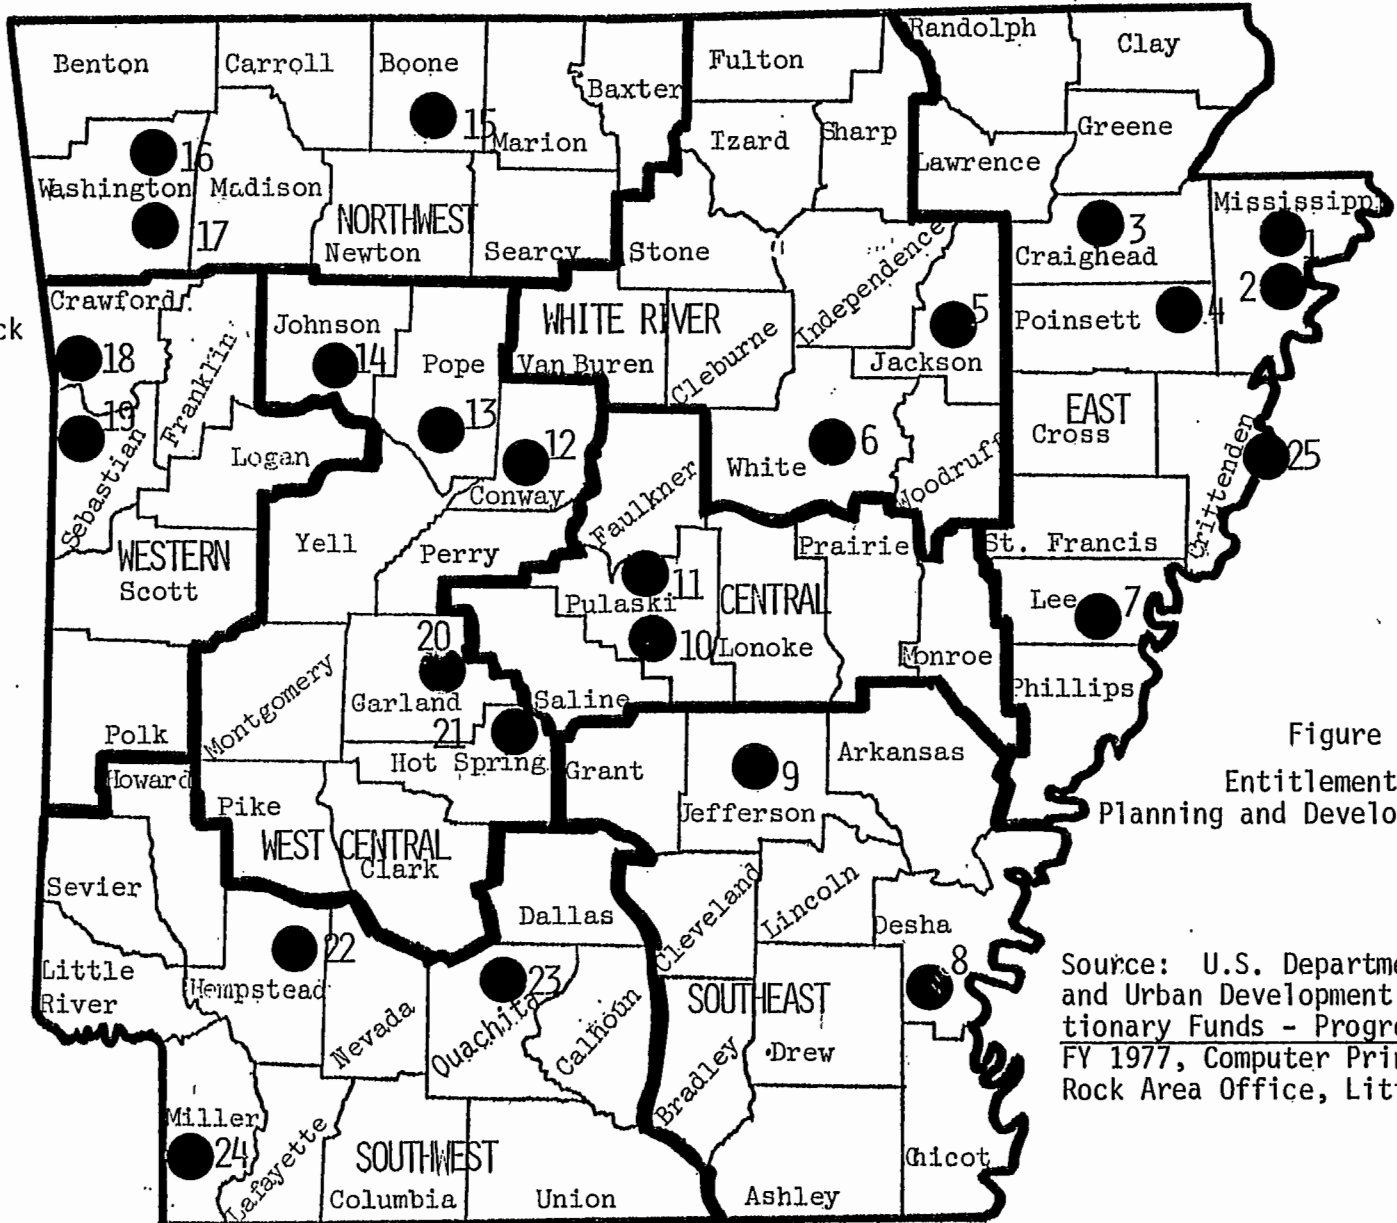 Benton
Carroll
Boone
Baxter
Fulton
Randolph
Clay
15
Marion
Izard
Sharp
Greene
16
Lawrence
Washington
Madison
Mississippi
NORTHWEST
3
1
17
Newton
Searcy
Stone
Independence
Craighead
2
Crawford
ck
Johnson
WHITE RIVER
5
Poinsett
4
18
Franklin
14
Pope
Van Buren
Cleburne
Jackson
19
13
EAST
Sebastian
Logan
12
White
6
Woodruff
Cross
Crittenden
25
Conway
Faulkner
Yell
Perry
Prairie
St. Francis
WESTERN
Scott
Pulaski
11
CENTRAL
Lee
7
20
10
Lonoke
Monroe
Montgomery
Garland
Saline
Phillips
Polk
21
Hot Spring
Grant
9
Arkansas
Figure
Howard
Entitlement
Pike
Jefferson
Planning and Develo
WEST CENTRAL
Clark
Sevier
Dallas
Cleveland
Lincoln
Desha
22
Little
River
Hempstead
23
8
Source: U.S. Departme
and Urban Development
tionary Funds - Progr
FY 1977, Computer Prin
Rock Area Office, Lit
Nevada
Ouachita
Calhoun
SOUTHEAST
Drew
Bradley
Miller
24
Lafayette
SOUTHWEST
Columbia
Union
Ashley
Chicot